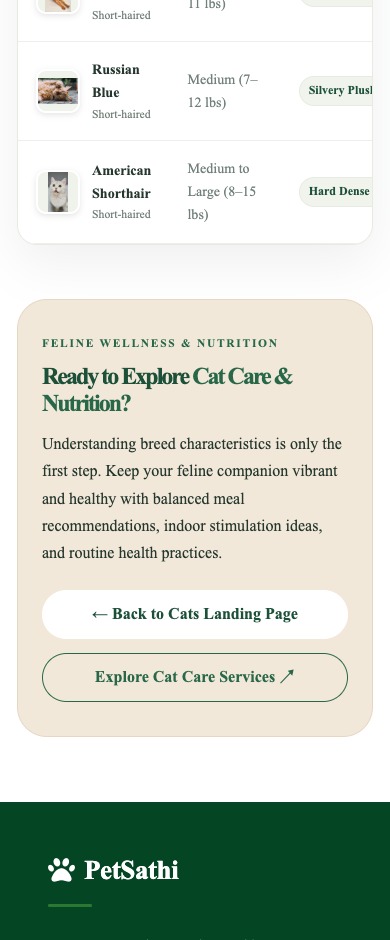 11 lbs)
Short-haired
Russian
Blue
Short-haired
Medium (7–
12 lbs)
Silvery
American
Shorthair
Short-haired
Medium to
Large (8–15
lbs)
Hard Dense
FELINE WELLNESS & NUTRITION
Ready to Explore Cat Care &
Nutrition?
Understanding breed characteristics is only the
first step. Keep your feline companion vibrant
and healthy with balanced meal
recommendations, indoor stimulation ideas,
and routine health practices.
← Back to Cats Landing Page
Explore Cat Care Services ↗
PetSathi